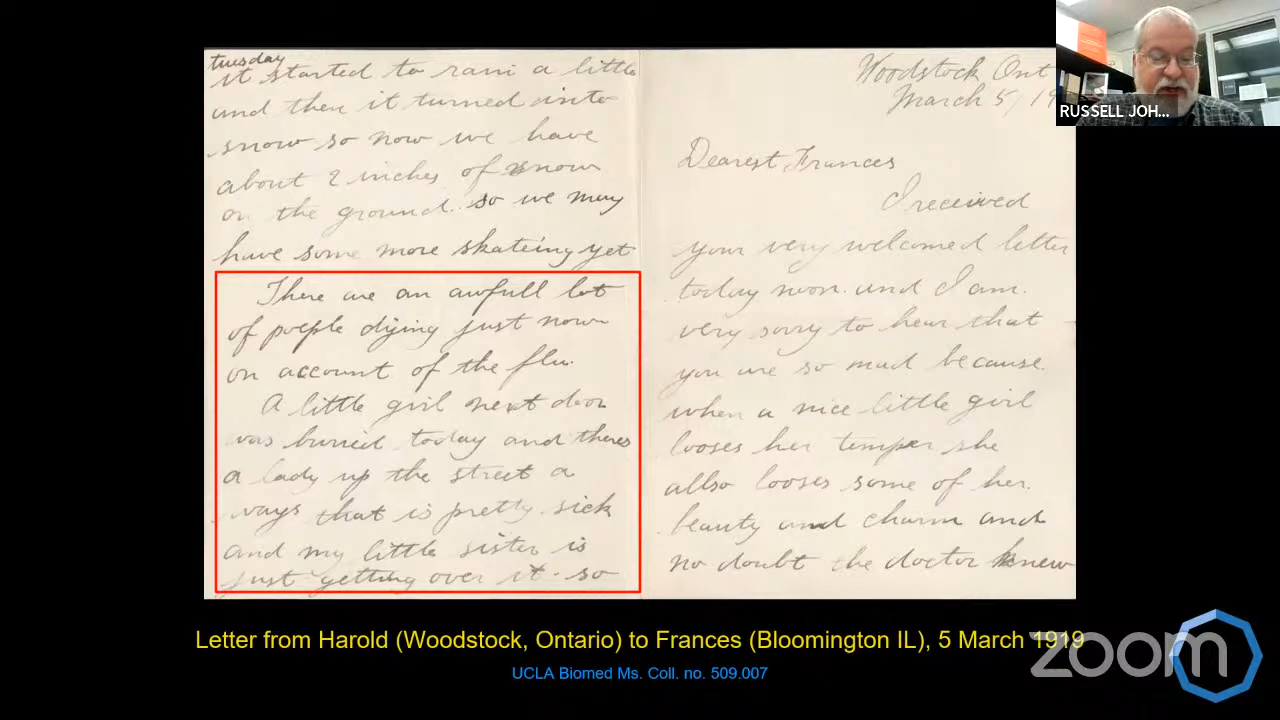 tuesday
it started to rain a little
and then it turned into
snow so now we have
about 2 inches of snow
on the ground. so we may
have some more skateing yet
There are an awfull lot
of people dijing just now
on account of the flu.
A little girl next door
was buried today and theres
a lady up the street a
ways that is pretty sick
and my little sister is
just getting over it. so
Woodstock Ont
March 5/19
Dearest Frances
I received
your very welcomed letter
today noon. and I am.
very sorry to hear that
you are so mad because.
when a nice little girl
looses her temper she
allso looses some of her.
beauty and charm and
no doubt the doctor knew
RUSSELL JOH...
Letter from Harold (Woodstock, Ontario) to Frances (Bloomington IL), 5 March 1919
UCLA Biomed Ms. Coll. no. 509.007
zoom